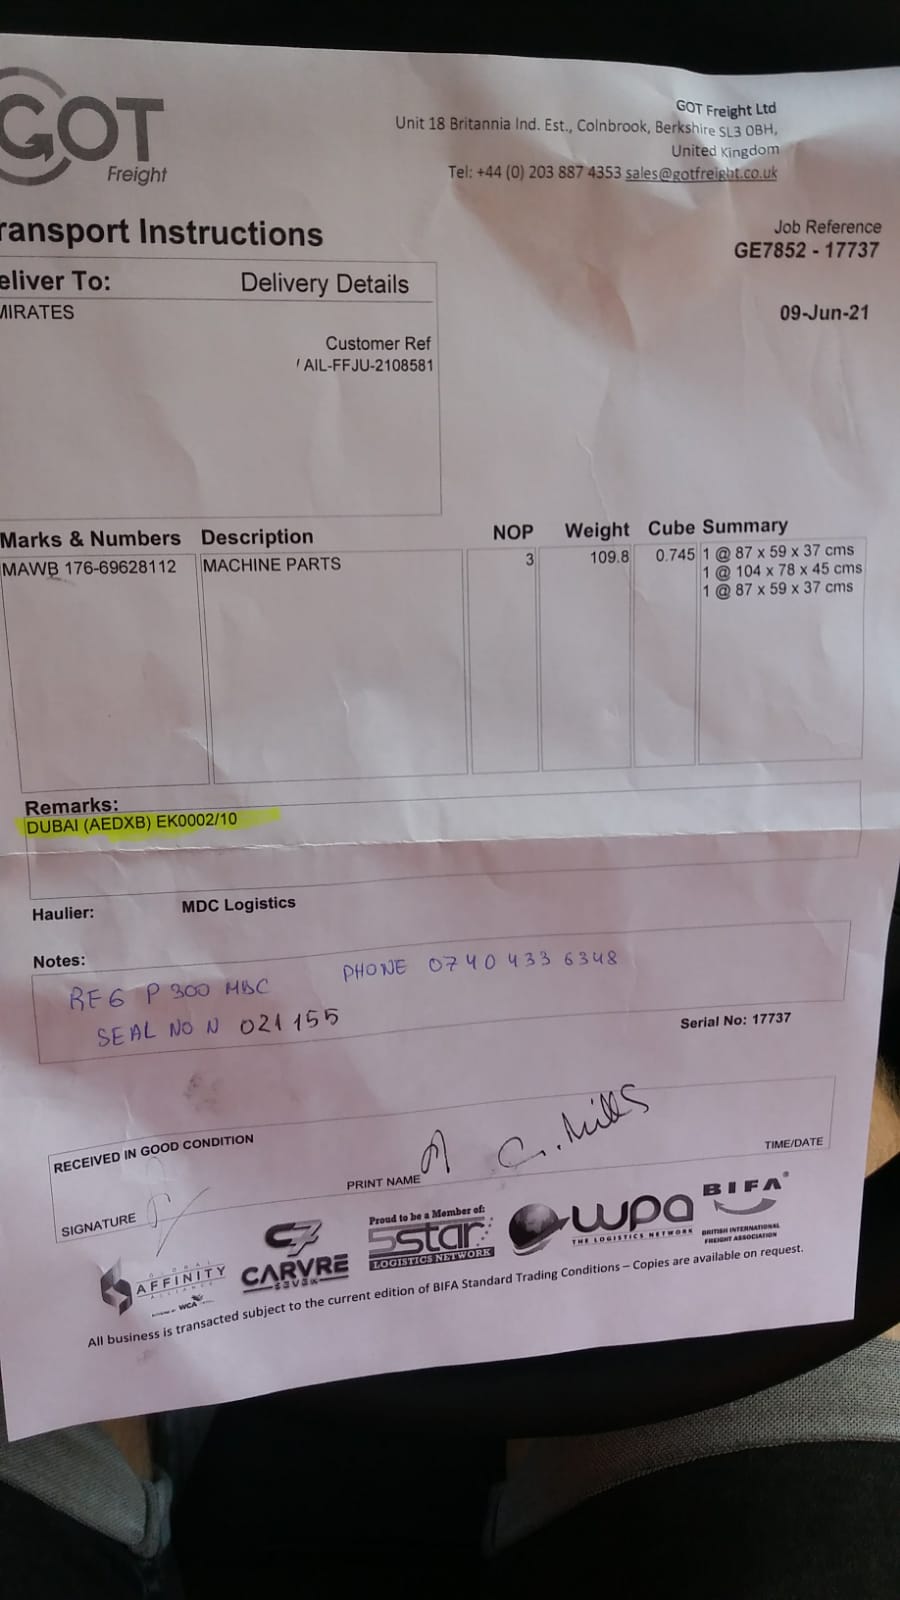 GOT
Freight
GOT Freight Ltd
Unit 18 Britannia Ind. Est., Colnbrook, Berkshire SL3 0BH,
United Kingdom
Tel: +44 (0) 203 887 4353 sales@gotfreight.co.uk
ransport Instructions
Job Reference
GE7852 - 17737
eliver To: Delivery Details
MIRATES
09-Jun-21
Customer Ref
/ AIL-FFJU-2108581
Marks & Numbers Description NOP Weight Cube Summary
MAWB 176-69628112 MACHINE PARTS 3 109.8 0.745 1 @ 87 x 59 x 37 cms
1 @ 104 x 78 x 45 cms
1 @ 87 x 59 x 37 cms
Remarks:
DUBAI (AEDXB) EK0002/10
Haulier: MDC Logistics
Notes:
REG P 300 MDC PHONE 0740 433 6348
SEAL NO N 021155
Serial No: 17737
RECEIVED IN GOOD CONDITION
SIGNATURE
PRINT NAME G. Mills
TIME/DATE
GLOBAL
AFFINITY
ALLIANCE
WCA
C7
CARVRE
SEVEN
Proud to be a Member of:
5star
LOGISTICS NETWORK
wpa
THE LOGISTICS NETWORK
BIFA®
BRITISH INTERNATIONAL
FREIGHT ASSOCIATION
All business is transacted subject to the current edition of BIFA Standard Trading Conditions – Copies are available on request.